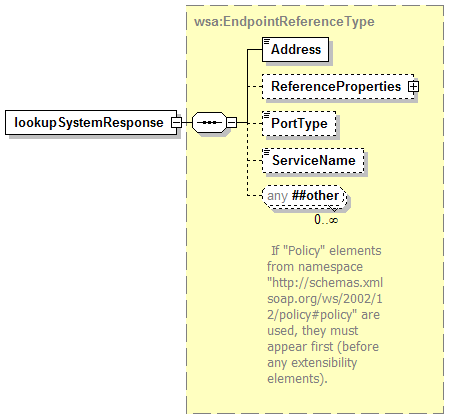 wsa:EndpointReferenceType
Address
ReferenceProperties
lookupSystemResponse
PortType
ServiceName
any ##other
0..∞
If "Policy" elements
from namespace
"http://schemas.xml
soap.org/ws/2002/1
2/policy#policy" are
used, they must
appear first (before
any extensibility
elements).